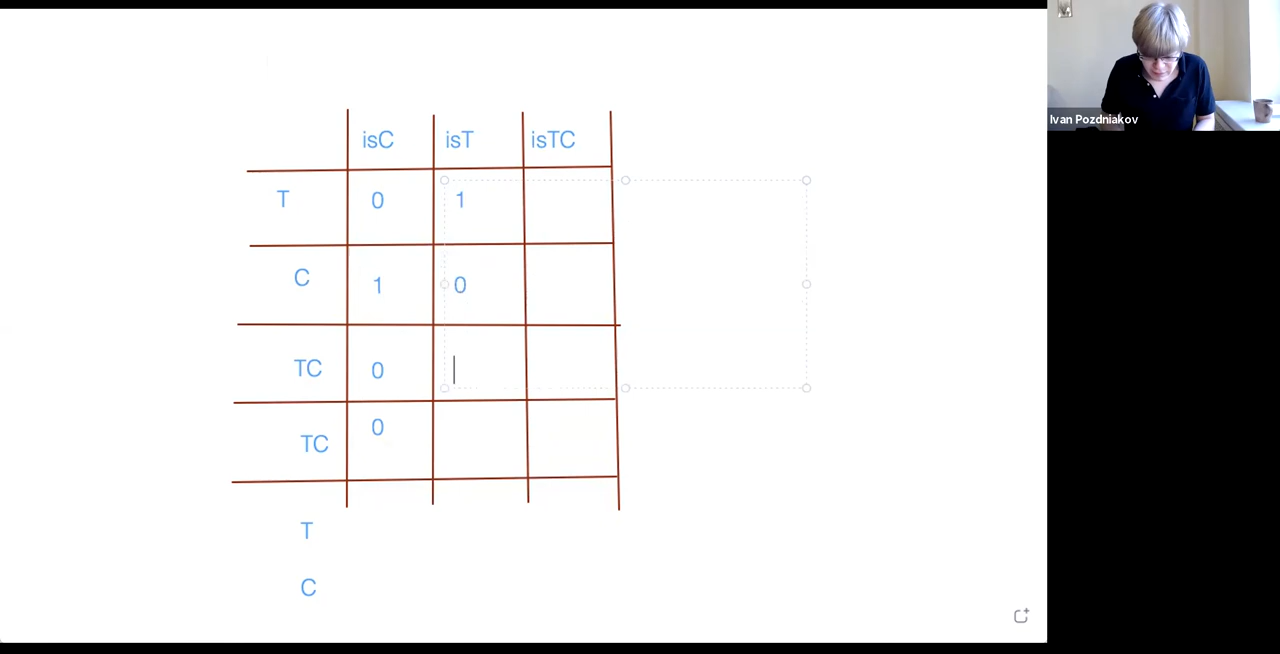 isC isT isTC
T 0 1
C 1 0
TC 0
TC 0
T
C
Ivan Pozdniakov